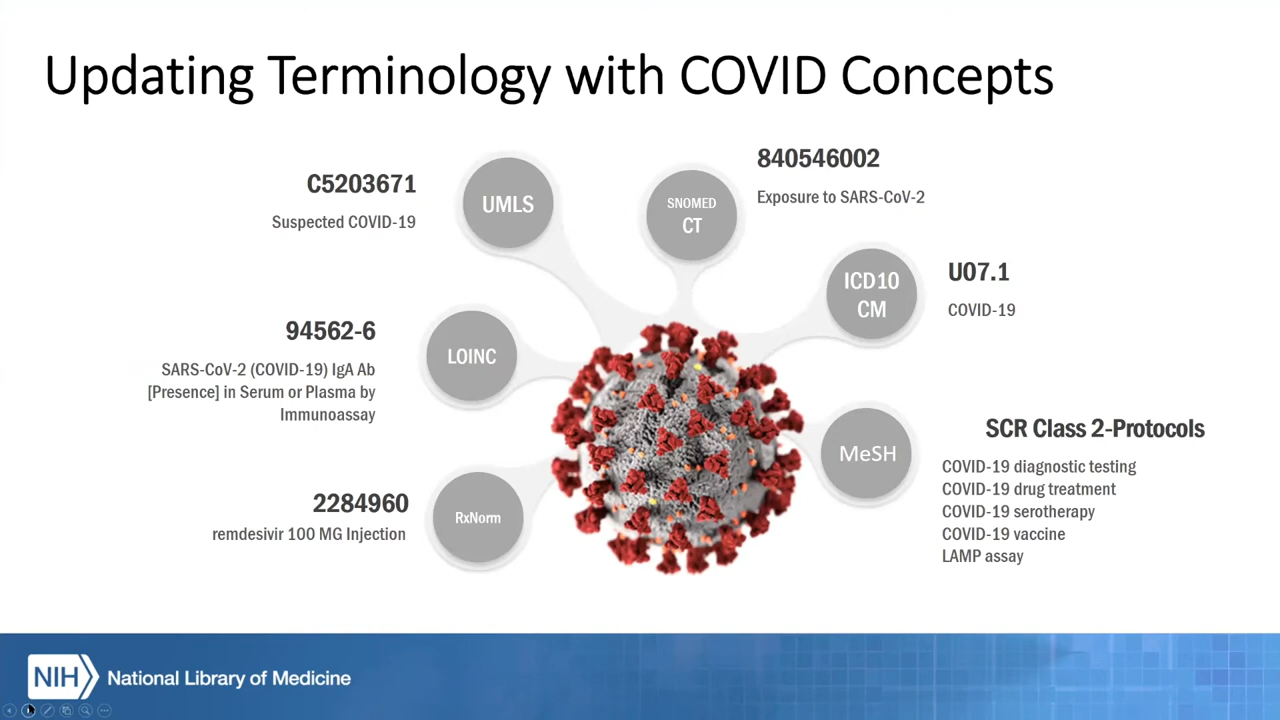 Updating Terminology with COVID Concepts
C5203671
Suspected COVID-19
UMLS
SNOMED
CT
840546002
Exposure to SARS-CoV-2
ICD10
CM
U07.1
COVID-19
94562-6
SARS-CoV-2 (COVID-19) IgA Ab
[Presence] in Serum or Plasma by
Immunoassay
LOINC
MeSH
SCR Class 2-Protocols
COVID-19 diagnostic testing
COVID-19 drug treatment
COVID-19 serotherapy
COVID-19 vaccine
LAMP assay
2284960
remdesivir 100 MG Injection
RxNorm
NIH National Library of Medicine